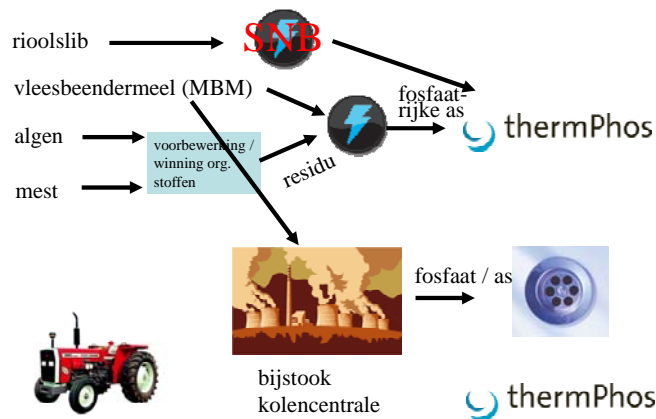 rioolslib
SNB
vleesbeendermeel (MBM)
fosfaat-
rijke as
thermPhos
algen
voorbewerking /
winning org.
stoffen
residu
mest
fosfaat / as
bijstook
kolencentrale
thermPhos